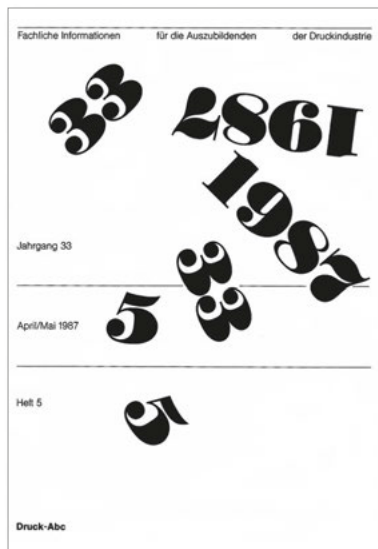 Fachliche Informationen für die Auszubildenden der Druckindustrie
33
1987
1987
Jahrgang 33
33
April/Mai 1987
5
Heft 5
5
Druck-Abc